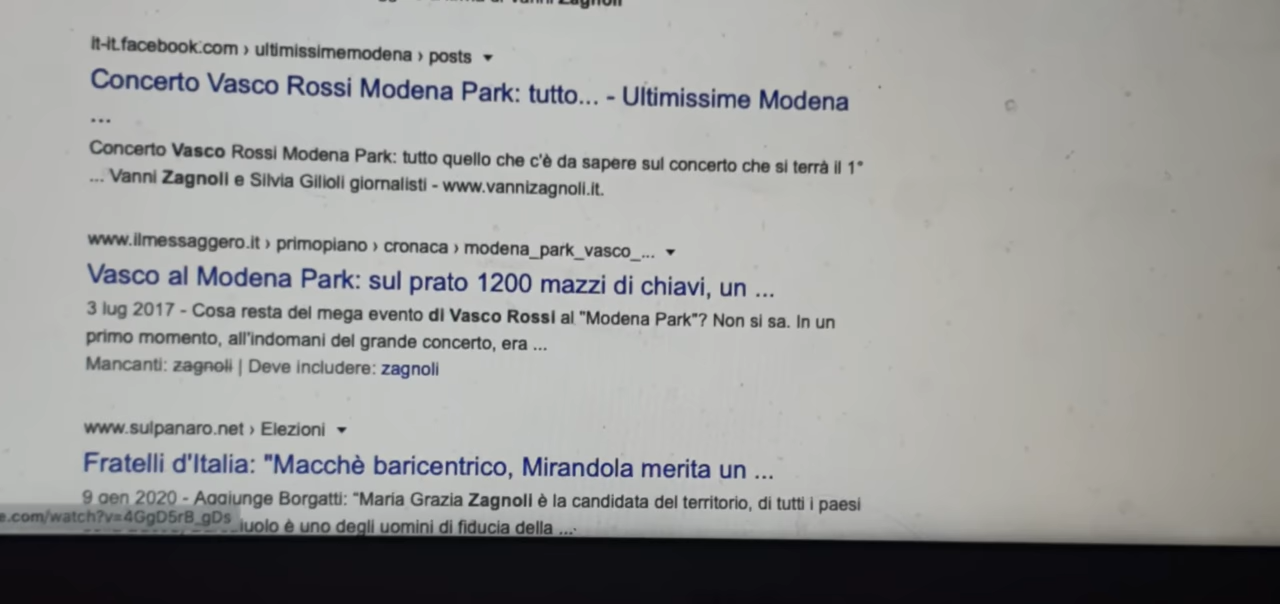 Zagnoli
it-it.facebook.com › ultimissimemodena › posts
Concerto Vasco Rossi Modena Park: tutto... - Ultimissime Modena
...
Concerto Vasco Rossi Modena Park: tutto quello che c'è da sapere sul concerto che si terrà il 1°
... Vanni Zagnoli e Silvia Gilioli giornalisti - www.vannizagnoli.it.
www.ilmessaggero.it › primopiano › cronaca › modena_park_vasco_...
Vasco al Modena Park: sul prato 1200 mazzi di chiavi, un ...
3 lug 2017 - Cosa resta del mega evento di Vasco Rossi al "Modena Park"? Non si sa. In un
primo momento, all'indomani del grande concerto, era ...
Mancanti: zagnoli | Deve includere: zagnoli
www.sulpanaro.net › Elezioni
Fratelli d'Italia: "Macchè baricentrico, Mirandola merita un ...
9 gen 2020 - Aggiunge Borgatti: "Maria Grazia Zagnoli è la candidata del territorio, di tutti i paesi
e.com/watch?v=4GgD5rB_gDs
iuolo è uno degli uomini di fiducia della ...